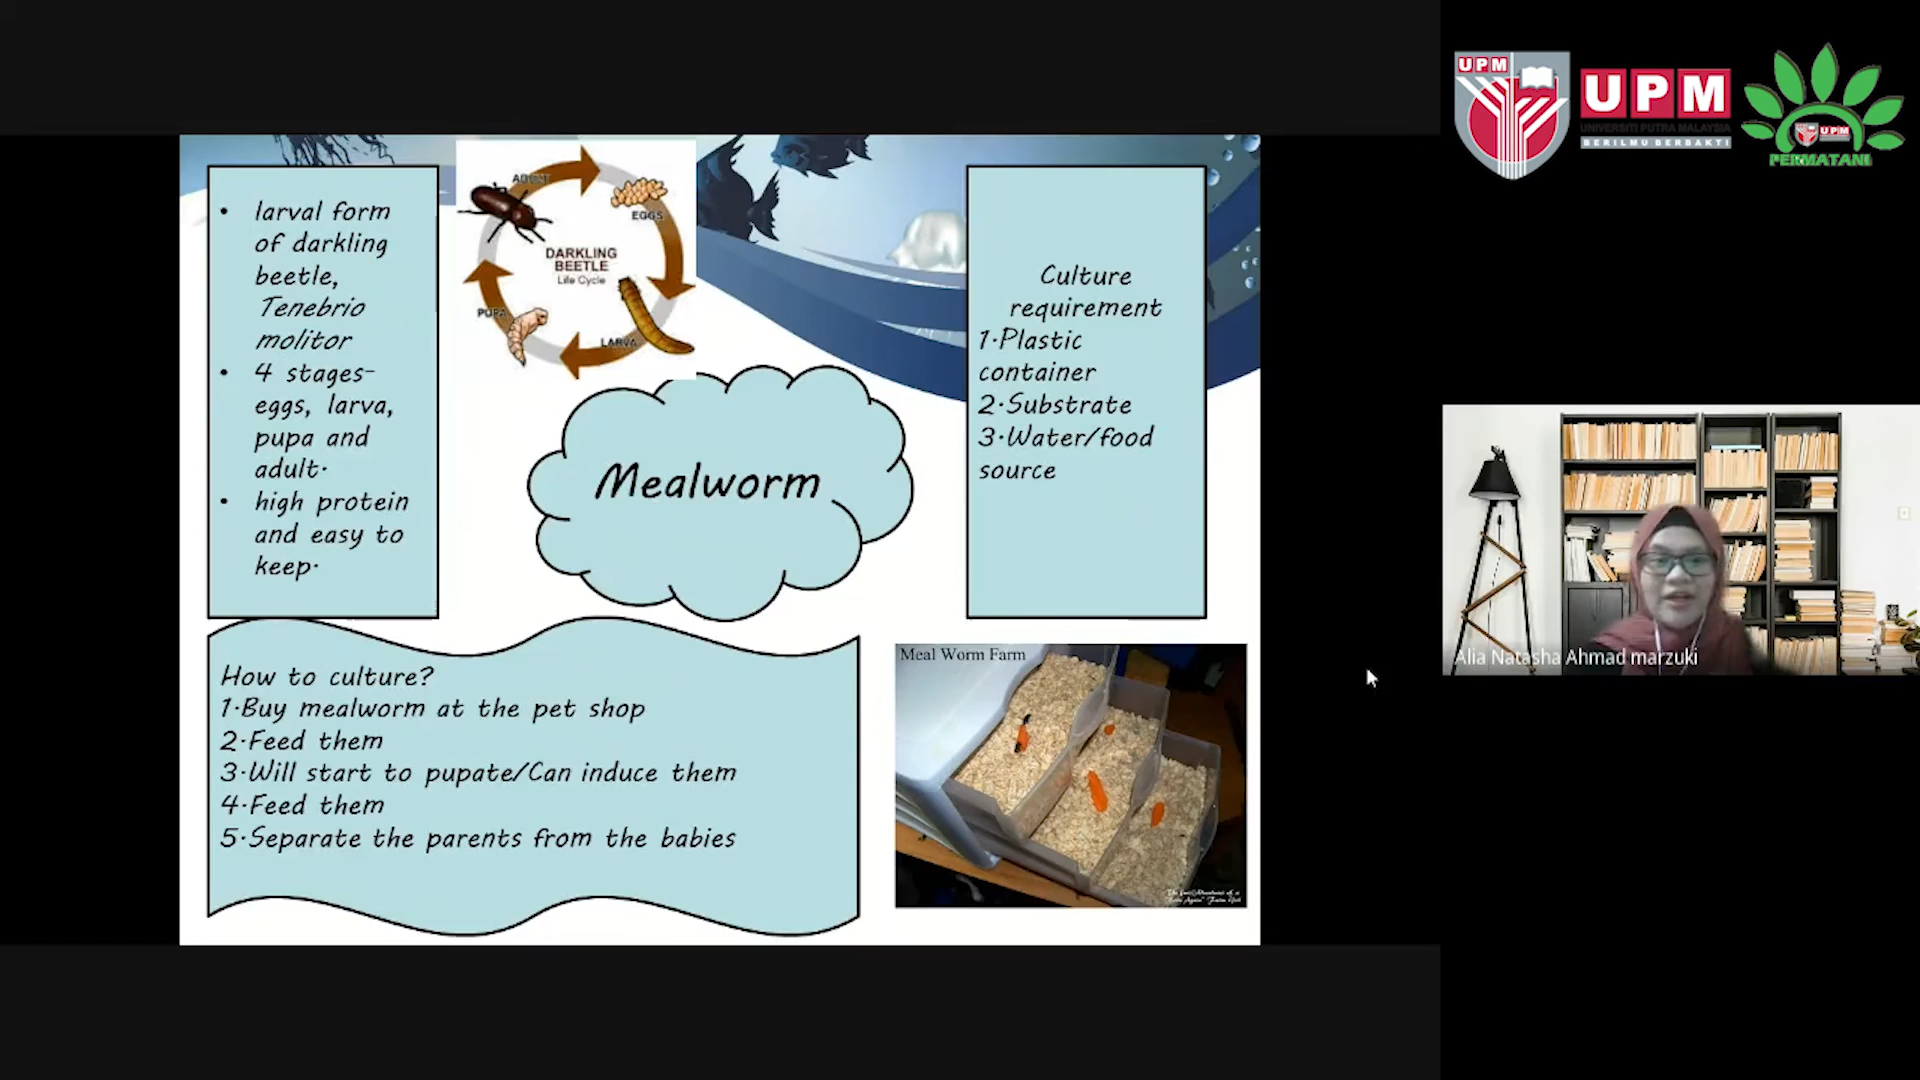 • larval form
of darkling
beetle,
Tenebrio
molitor
• 4 stages-
eggs, larva,
pupa and
adult.
• high protein
and easy to
keep.
ADULT
EGGS
DARKLING
BEETLE
Life Cycle
PUPA
LARVA
Mealworm
Culture
requirement
1.Plastic
container
2.Substrate
3.Water/food
source
How to culture?
1.Buy mealworm at the pet shop
2.Feed them
3.Will start to pupate/Can induce them
4.Feed them
5.Separate the parents from the babies
Meal Worm Farm
UPM
UPM
UNIVERSITI PUTRA MALAYSIA
BERILMU BERBAKTI
UPM
PERMATANI
Alia Natasha Ahmad marzuki